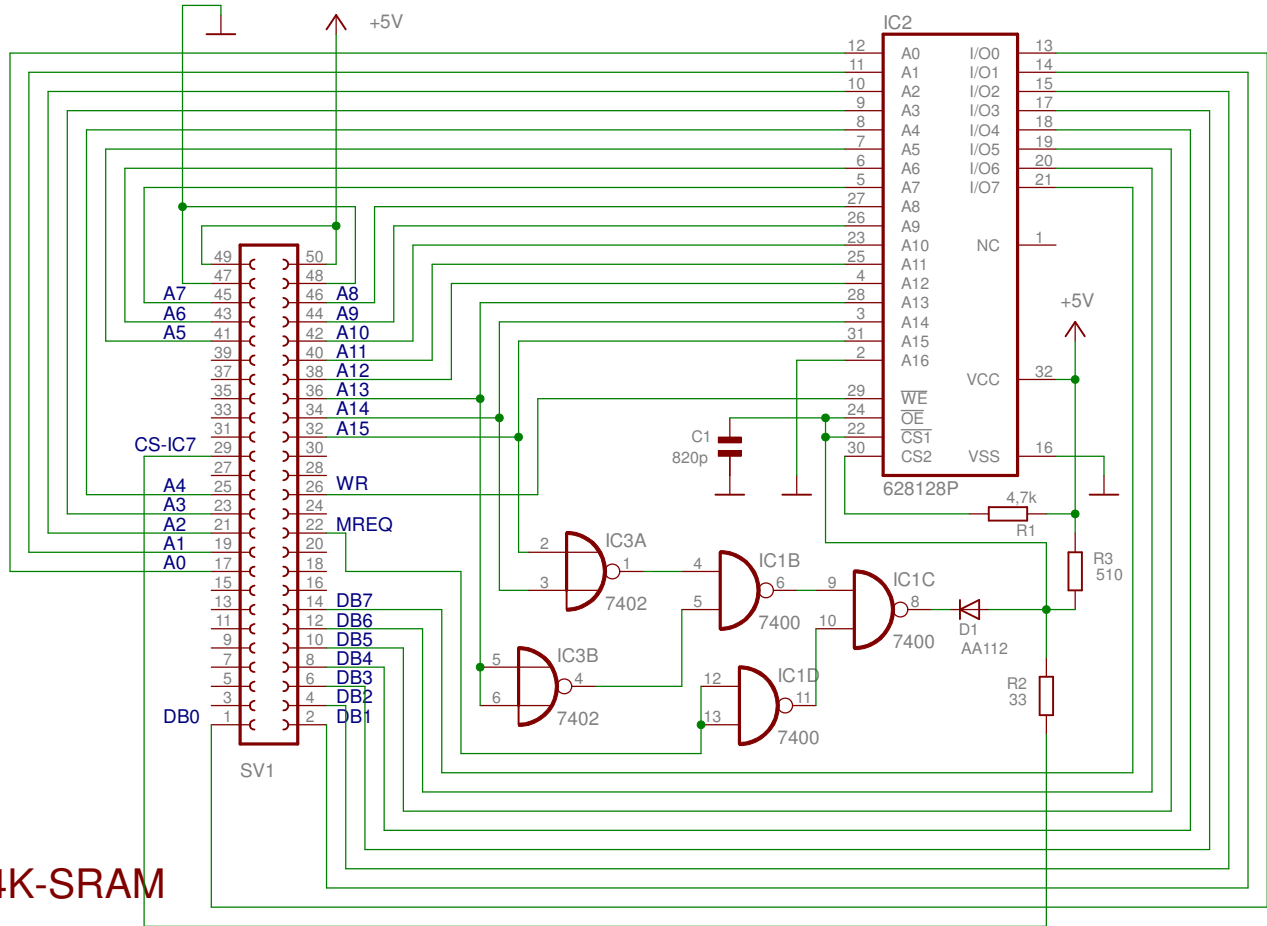 +5V
IC2
12 A0 I/O0 13
11 A1 I/O1 14
10 A2 I/O2 15
9 A3 I/O3 17
8 A4 I/O4 18
7 A5 I/O5 19
6 A6 I/O6 20
5 A7 I/O7 21
27 A8
26 A9
23 A10 NC 1
25 A11
4 A12
28 A13
3 A14
31 A15
2 A16
VCC 32
29 WE
24 OE
22 CS1
30 CS2 VSS 16
628128P
+5V
49 50
47 48
A7 45 46 A8
A6 43 44 A9
A5 41 42 A10
39 40 A11
37 38 A12
35 36 A13
33 34 A14
31 32 A15
CS-IC7 29 30
27 28
A4 25 26 WR
A3 23 24
A2 21 22 MREQ
A1 19 20
A0 17 18
15 16
13 14 DB7
11 12 DB6
9 10 DB5
7 8 DB4
5 6 DB3
3 4 DB2
DB0 1 2 DB1
SV1
C1
820p
4,7k
R1
R3
510
IC3A
2
3
1
7402
IC1B
4
5
6
7400
IC1C
9
10
8
7400
D1
AA112
IC3B
5
6
4
7402
IC1D
12
13
11
7400
R2
33
4K-SRAM